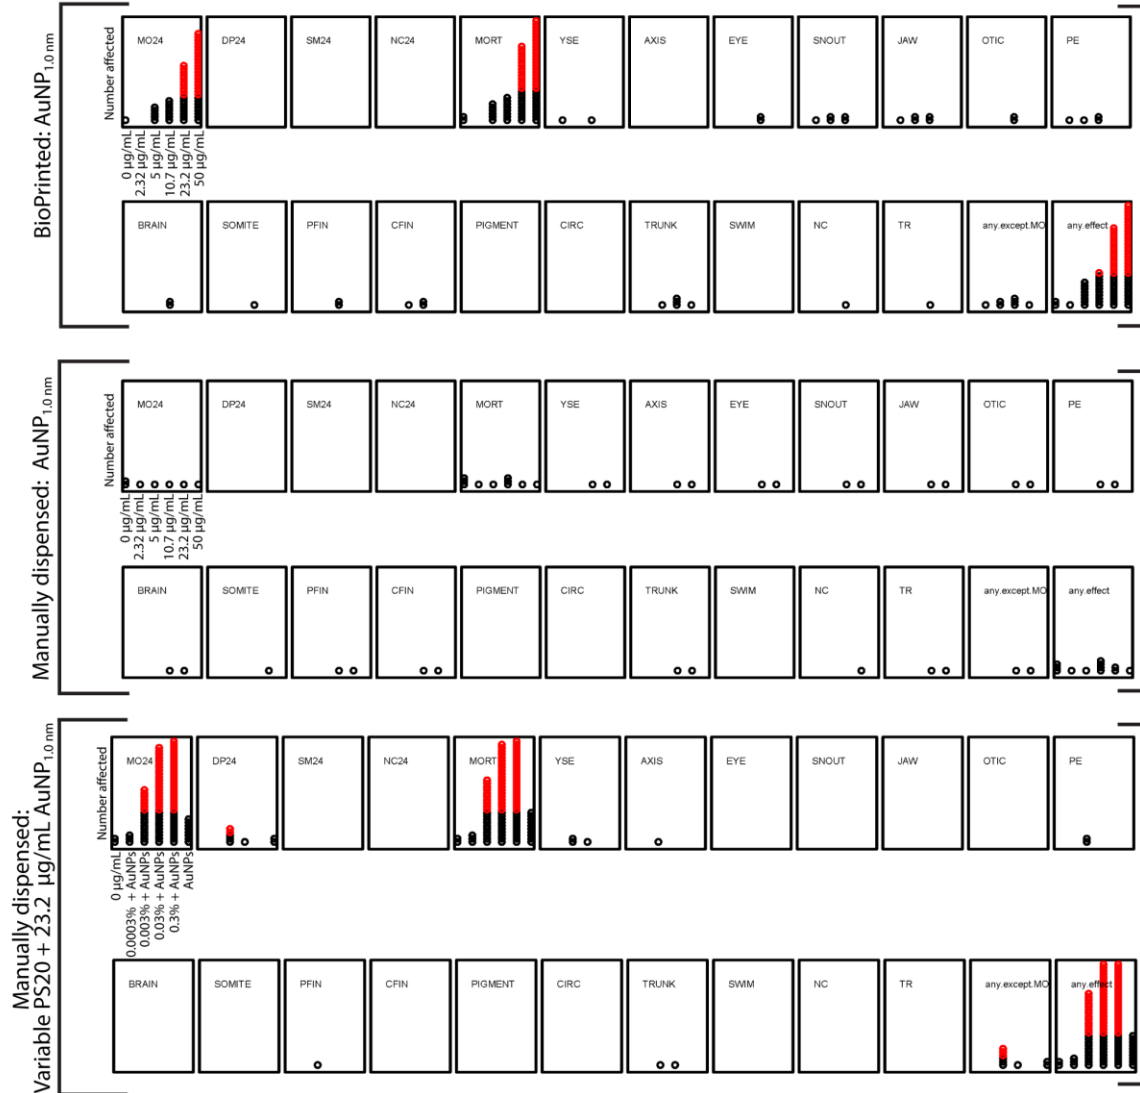 BioPrinted: AuNP1.0 nm
Number affected
MO24 DP24 SM24 NC24 MORT YSE AXIS EYE SNOUT JAW OTIC PE
0 µg/mL
2.32 µg/mL
5 µg/mL
10.7 µg/mL
23.2 µg/mL
50 µg/mL
BRAIN SOMITE PFIN CFIN PIGMENT CIRC TRUNK SWIM NC TR any.except.MO any.effect
Manually dispensed: AuNP1.0 nm
Number affected
MO24 DP24 SM24 NC24 MORT YSE AXIS EYE SNOUT JAW OTIC PE
0 µg/mL
2.32 µg/mL
5 µg/mL
10.7 µg/mL
23.2 µg/mL
50 µg/mL
BRAIN SOMITE PFIN CFIN PIGMENT CIRC TRUNK SWIM NC TR any.except.MO any.effect
Manually dispensed:
Variable PS20 + 23.2 µg/mL AuNP1.0 nm
Number affected
MO24 DP24 SM24 NC24 MORT YSE AXIS EYE SNOUT JAW OTIC PE
0 µg/mL
0.0003% + AuNPs
0.003% + AuNPs
0.03% + AuNPs
0.3% + AuNPs
AuNPs
BRAIN SOMITE PFIN CFIN PIGMENT CIRC TRUNK SWIM NC TR any.except.MO any.effect